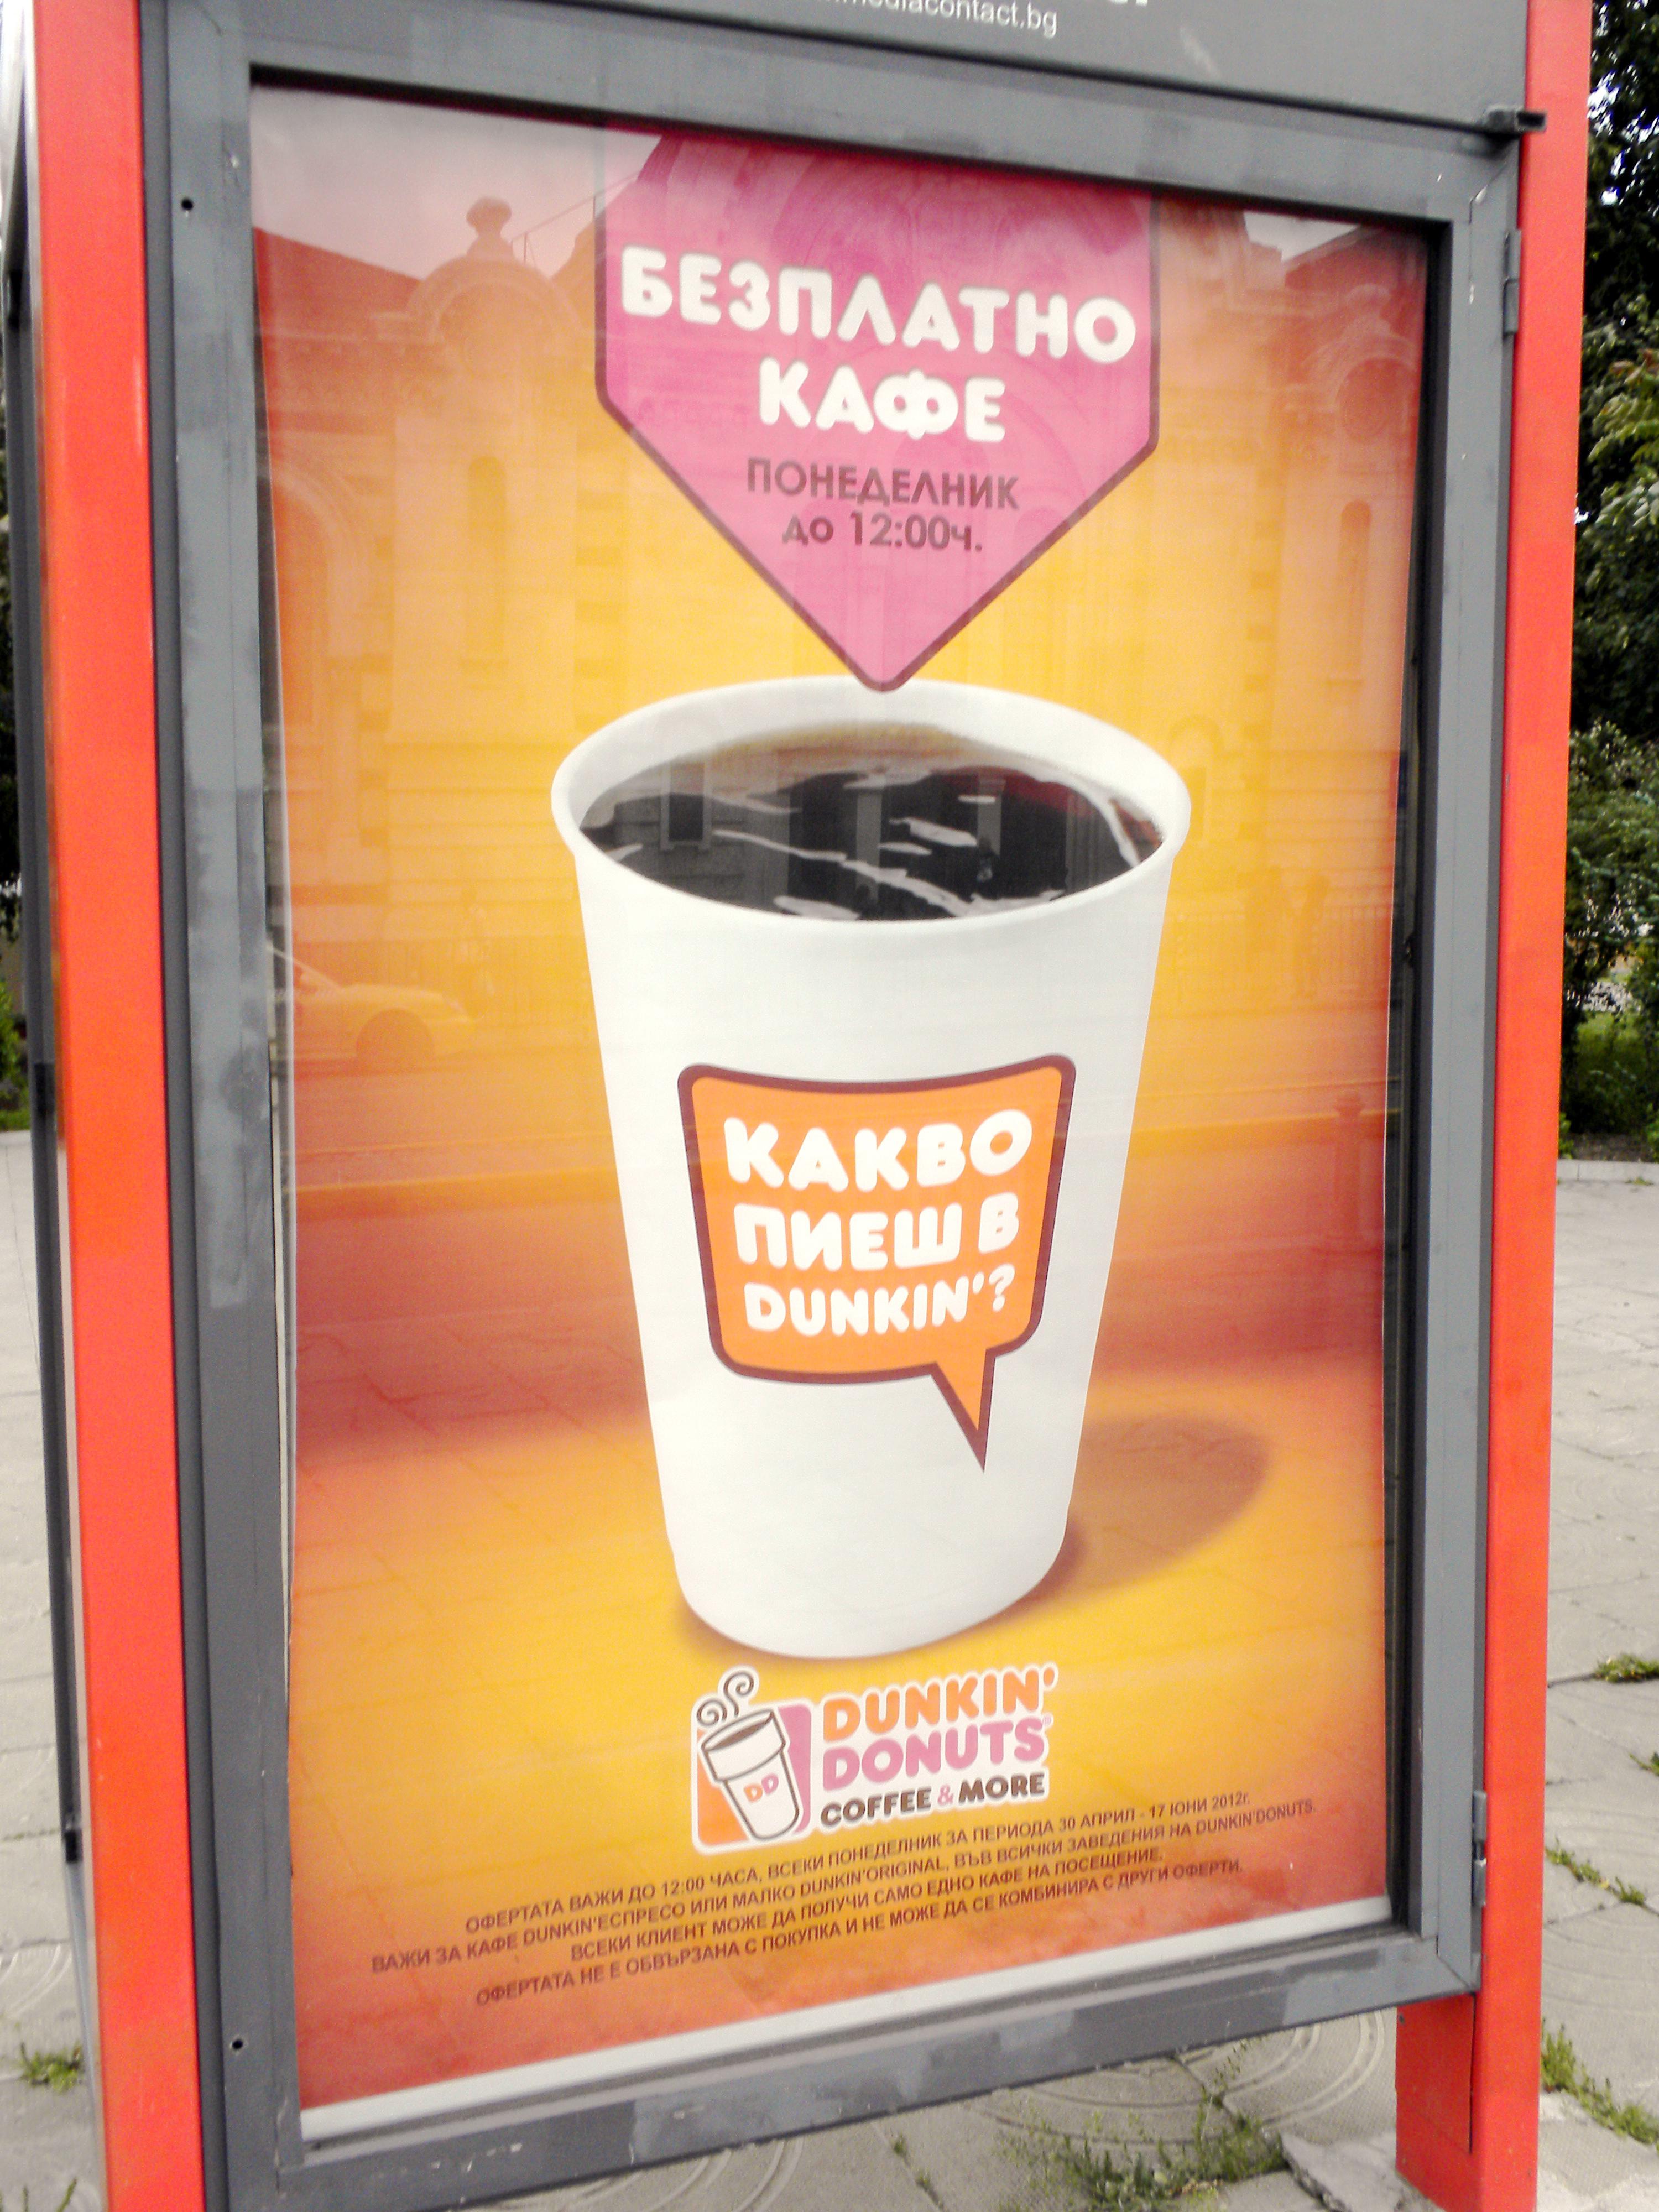 mediacontact.bg
БЕЗПЛАТНО
КАФЕ
ПОНЕДЕЛНИК
до 12:00ч.
КАКВО
ПИЕШ В
DUNKIN'?
DUNKIN'
DONUTS®
COFFEE & MORE
DD
ОФЕРТАТА ВАЖИ ДО 12:00 ЧАСА, ВСЕКИ ПОНЕДЕЛНИК ЗА ПЕРИОДА 30 АПРИЛ - 17 ЮНИ 2012г.
ВАЖИ ЗА КАФЕ DUNKIN'ЕСПРЕСО ИЛИ МАЛКО DUNKIN'ORIGINAL, ВЪВ ВСИЧКИ ЗАВЕДЕНИЯ НА DUNKIN'DONUTS.
ВСЕКИ КЛИЕНТ МОЖЕ ДА ПОЛУЧИ САМО ЕДНО КАФЕ НА ПОСЕЩЕНИЕ.
ОФЕРТАТА НЕ Е ОБВЪРЗАНА С ПОКУПКА И НЕ МОЖЕ ДА СЕ КОМБИНИРА С ДРУГИ ОФЕРТИ.